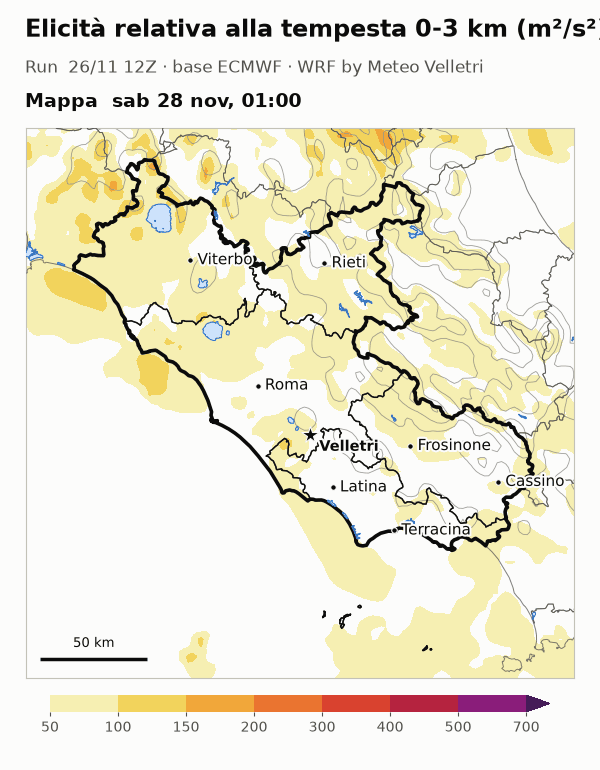 Elicità relativa alla tempesta 0-3 km (m²/s²)
Run 26/11 12Z · base ECMWF · WRF by Meteo Velletri
Mappa sab 28 nov, 01:00
Viterbo
Rieti
Roma
Velletri
Frosinone
Cassino
Latina
Terracina
50 km
50 100 150 200 300 400 500 700